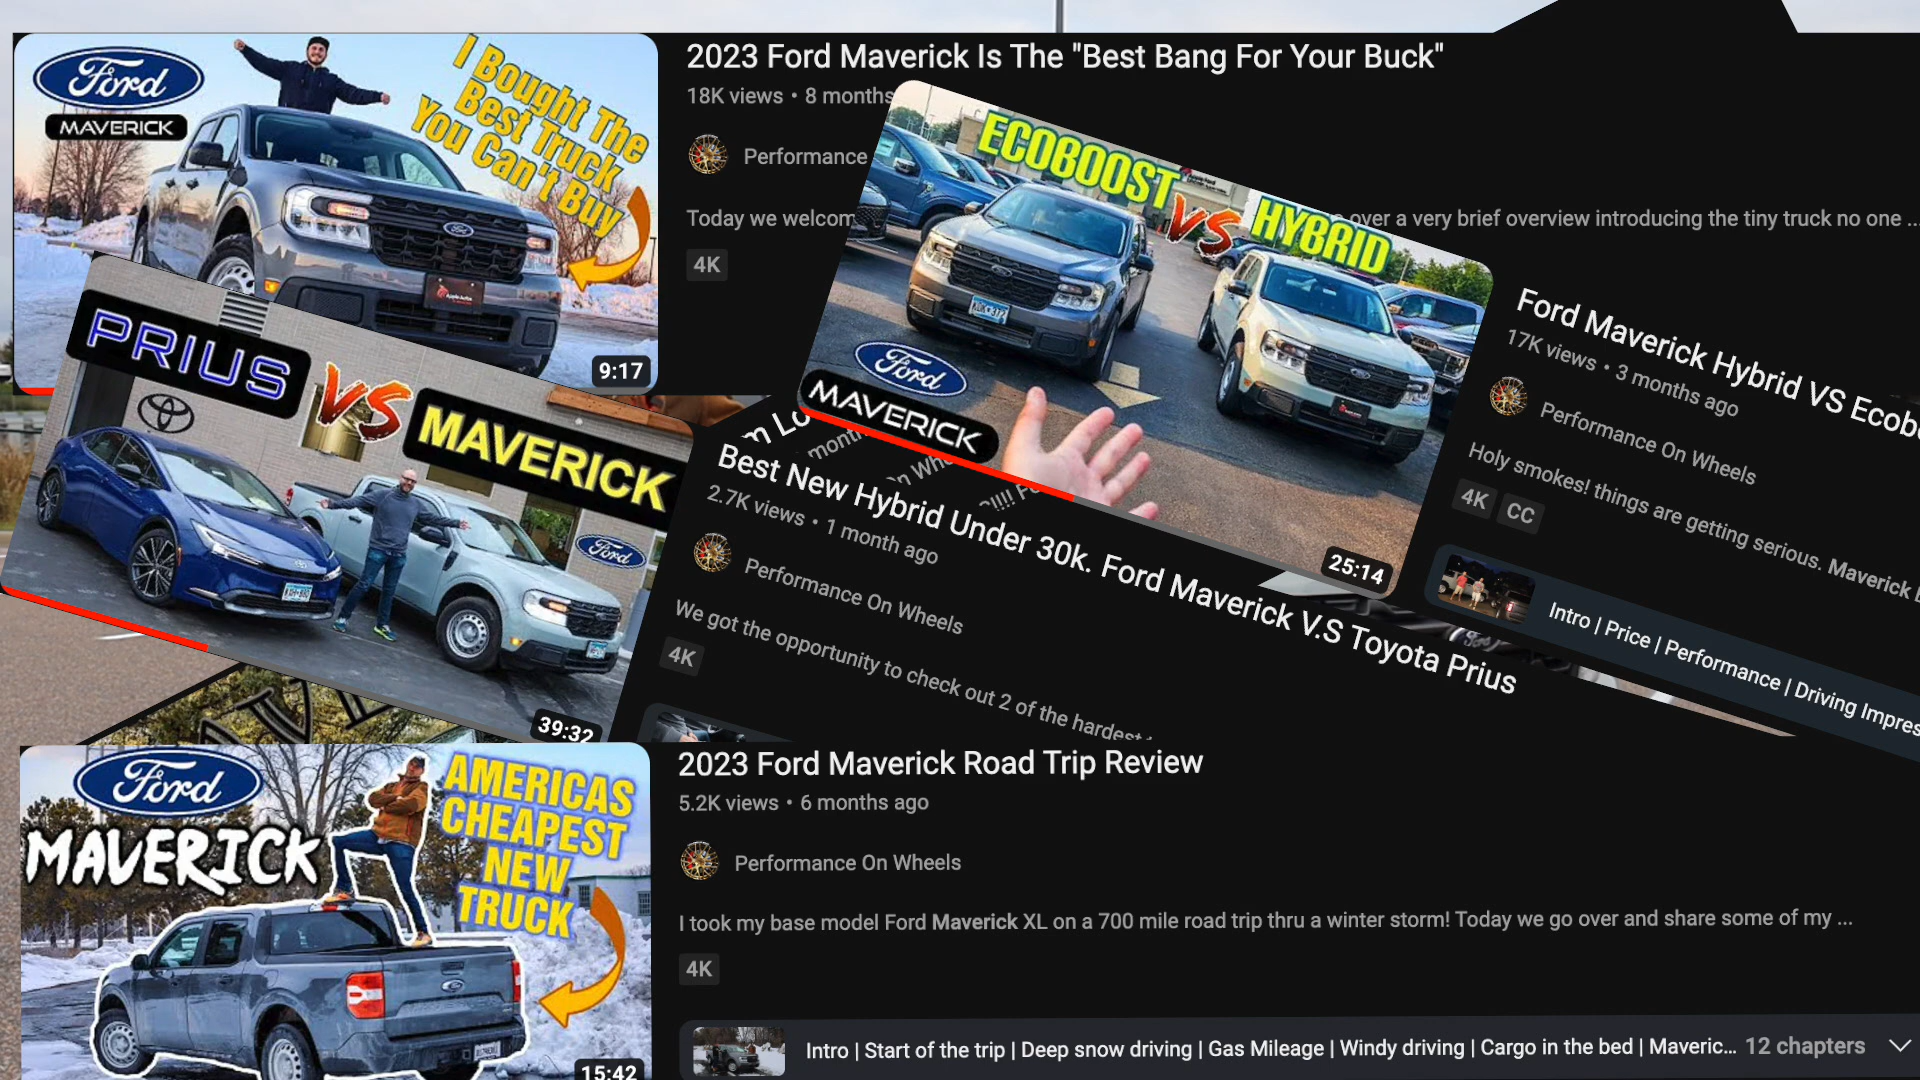 Ford
MAVERICK
I Bought The
Best Truck
You Can't Buy
9:17
2023 Ford Maverick Is The "Best Bang For Your Buck"
18K views • 8 months
Performance
Today we welcom
over a very brief overview introducing the tiny truck no one ...
4K
ECOBOOST
VS
HYBRID
Ford
MAVERICK
25:14
Ford Maverick Hybrid VS Ecobo
17K views • 3 months ago
Performance On Wheels
Holy smokes! things are getting serious. Maverick
4K
CC
Intro | Price | Performance | Driving Impres
PRIUS
VS
MAVERICK
Ford
39:32
Best New Hybrid Under 30k. Ford Maverick V.S Toyota Prius
2.7K views • 1 month ago
Performance On Wheels
We got the opportunity to check out 2 of the hardest
4K
Ford
MAVERICK
AMERICAS
CHEAPEST
NEW
TRUCK
15:42
2023 Ford Maverick Road Trip Review
5.2K views • 6 months ago
Performance On Wheels
I took my base model Ford Maverick XL on a 700 mile road trip thru a winter storm! Today we go over and share some of my ...
4K
Intro | Start of the trip | Deep snow driving | Gas Mileage | Windy driving | Cargo in the bed | Maveric... 12 chapters